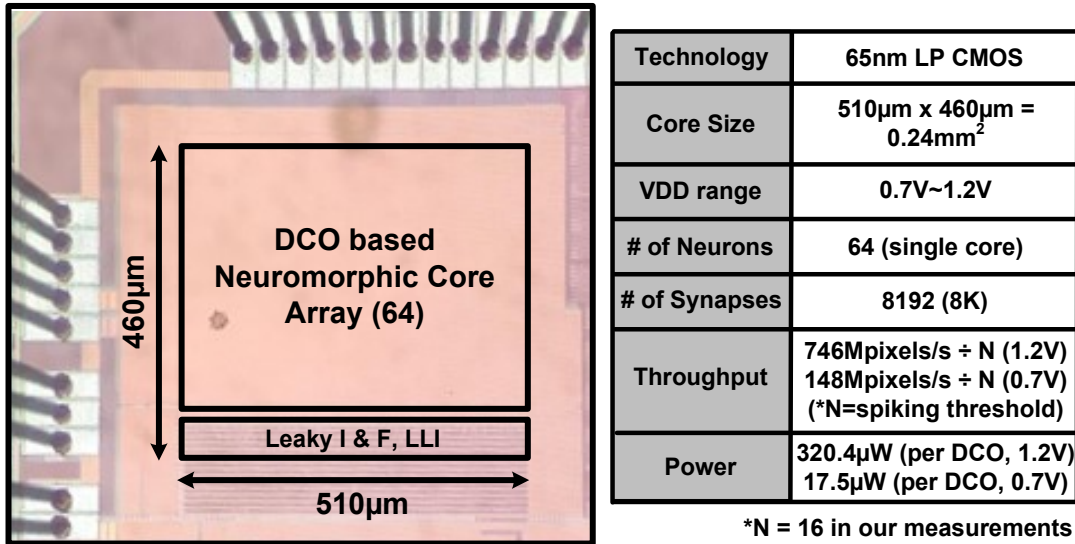 DCO based
Neuromorphic Core
Array (64)
460µm
Leaky I & F, LLI
510µm
Technology 65nm LP CMOS
Core Size 510µm x 460µm =
0.24mm²
VDD range 0.7V~1.2V
# of Neurons 64 (single core)
# of Synapses 8192 (8K)
Throughput 746Mpixels/s ÷ N (1.2V)
148Mpixels/s ÷ N (0.7V)
(*N=spiking threshold)
Power 320.4µW (per DCO, 1.2V)
17.5µW (per DCO, 0.7V)
*N = 16 in our measurements